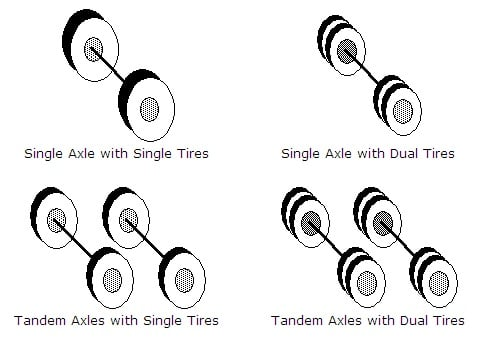 Single Axle with Single Tires
Single Axle with Dual Tires
Tandem Axles with Single Tires
Tandem Axles with Dual Tires